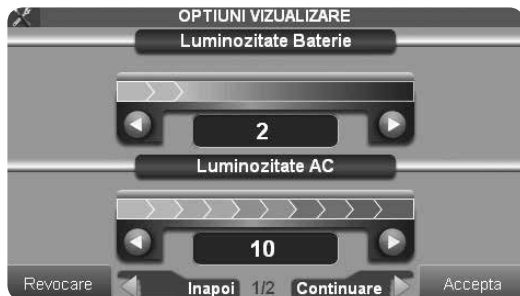 OPTIUNI VIZUALIZARE
Luminozitate Baterie
2
Luminozitate AC
10
Revocare Inapoi 1/2 Continuare Accepta